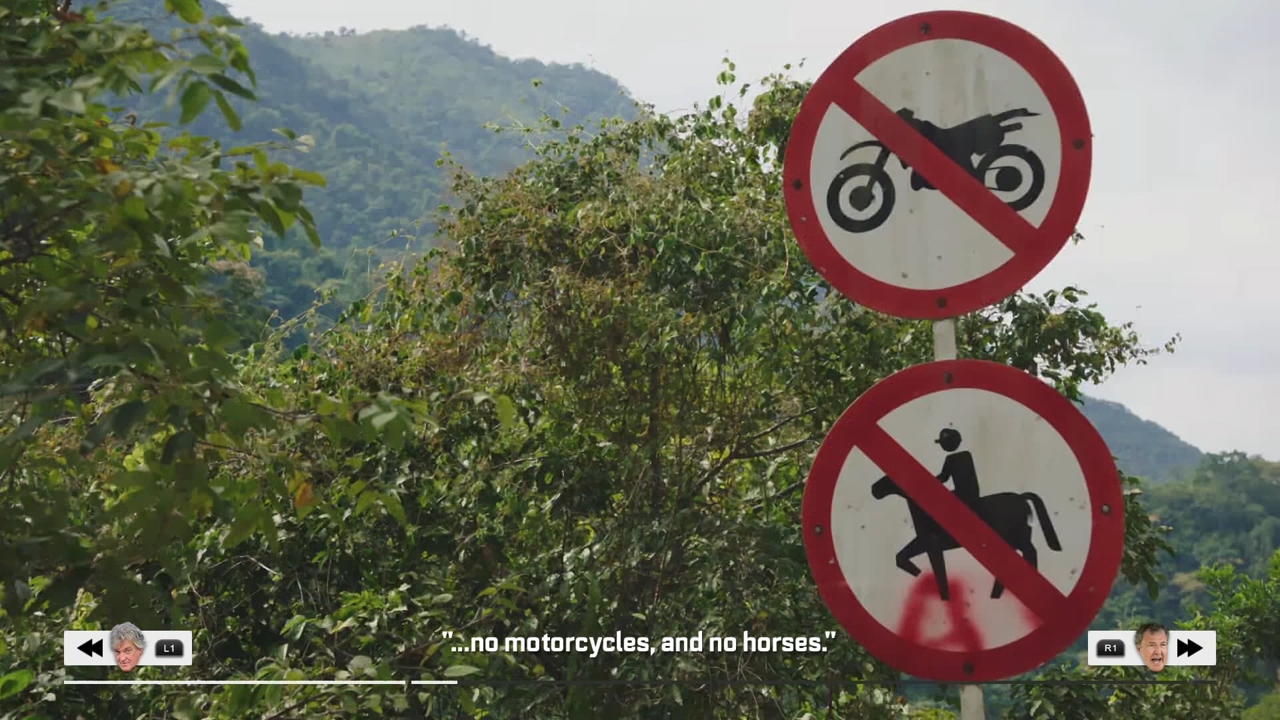 "...no motorcycles, and no horses."
L1
R1